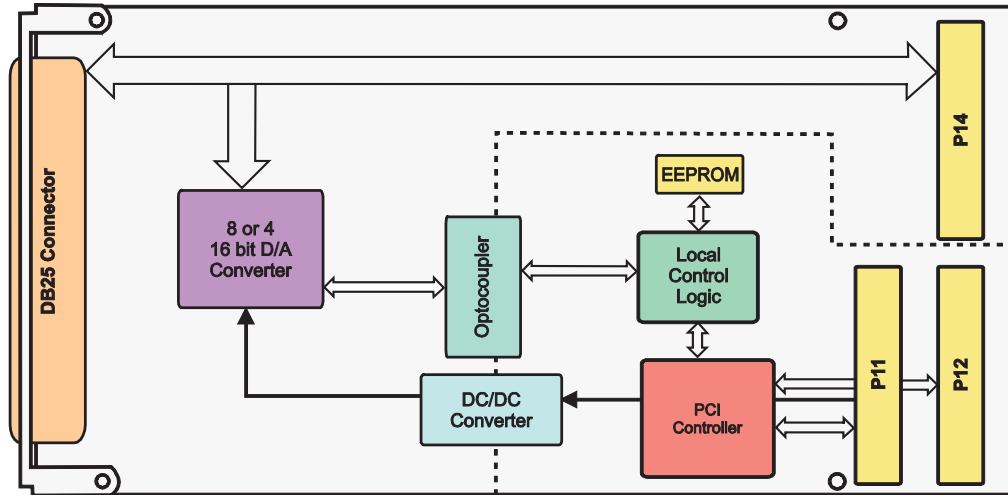 DB25 Connector
P14
EEPROM
8 or 4
16 bit D/A
Converter
Optocoupler
Local
Control
Logic
P11
P12
DC/DC
Converter
PCI
Controller